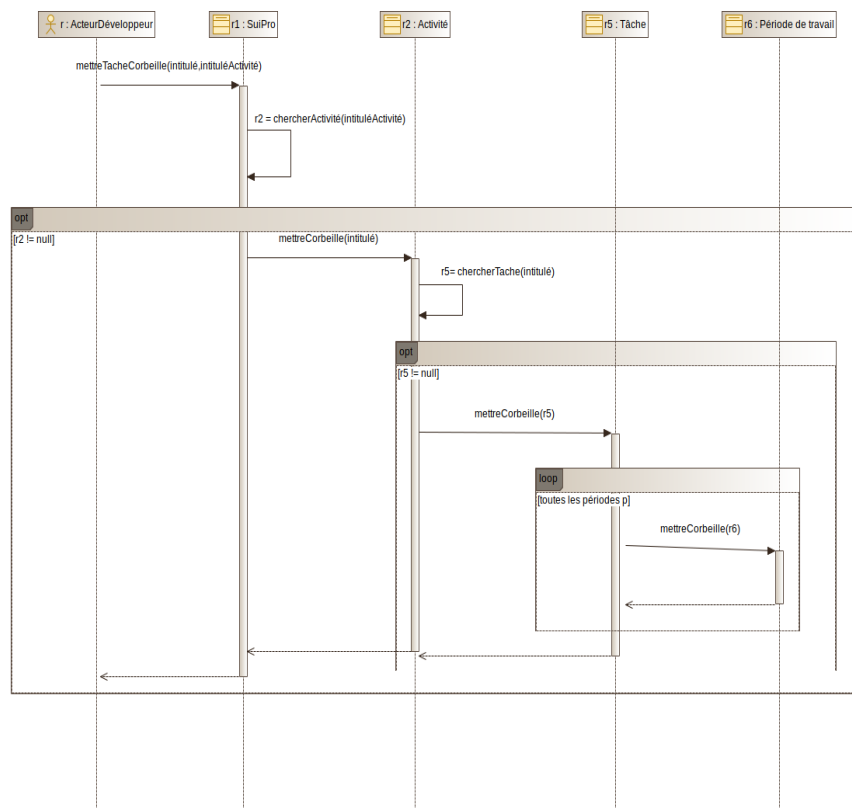 r : ActeurDéveloppeur
r1 : SuiPro
r2 : Activité
r5 : Tâche
r6 : Période de travail
mettreTacheCorbeille(intitulé,intituléActivité)
r2 = chercherActivité(intituléActivité)
opt
[r2 != null]
mettreCorbeille(intitulé)
r5= chercherTache(intitulé)
opt
[r5 != null]
mettreCorbeille(r5)
loop
[toutes les périodes p]
mettreCorbeille(r6)